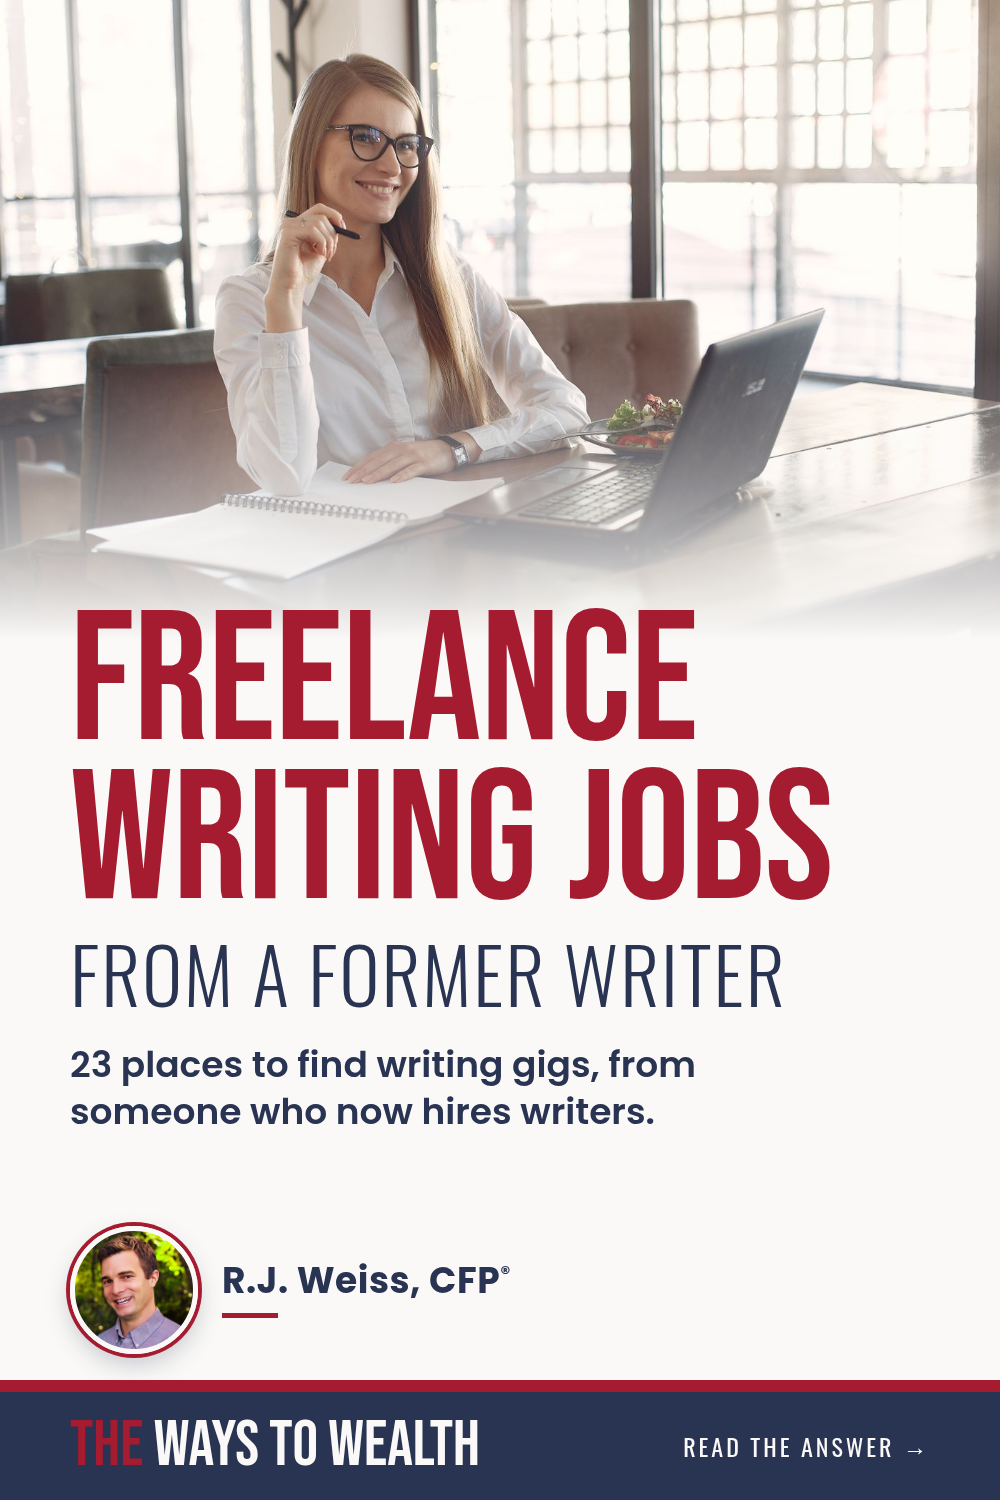 FREELANCE
WRITING JOBS
FROM A FORMER WRITER
23 places to find writing gigs, from
someone who now hires writers.
R.J. Weiss, CFP®
THE WAYS TO WEALTH
READ THE ANSWER →